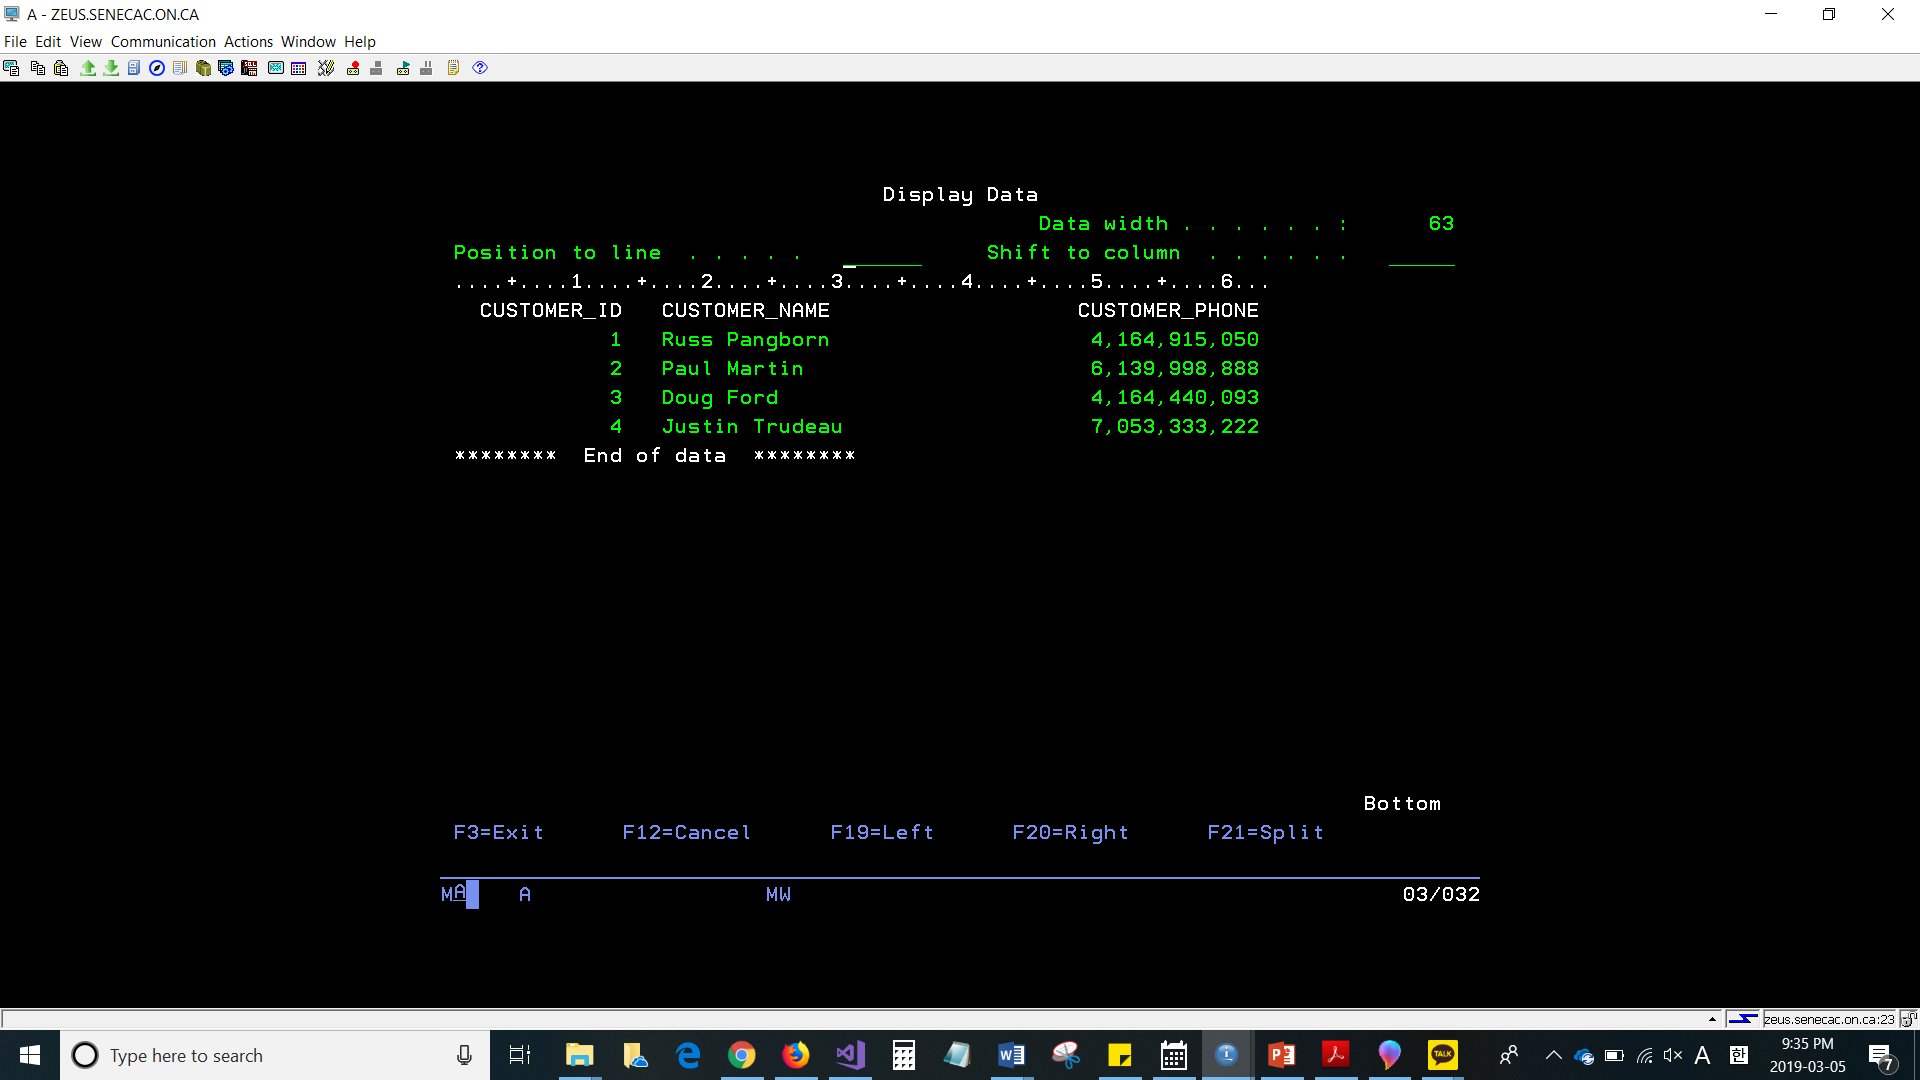 A - ZEUS.SENECAC.ON.CA
File Edit View Communication Actions Window Help
Display Data
Data width . . . . . . : 63
Position to line . . . . . Shift to column . . . . . .
....+....1....+....2....+....3....+....4....+....5....+....6...
CUSTOMER_ID CUSTOMER_NAME CUSTOMER_PHONE
1 Russ Pangborn 4,164,915,050
2 Paul Martin 6,139,998,888
3 Doug Ford 4,164,440,093
4 Justin Trudeau 7,053,333,222
******** End of data ********
Bottom
F3=Exit F12=Cancel F19=Left F20=Right F21=Split
MA A MW 03/032
zeus.senecac.on.ca:23
Type here to search
TALK
A 한
9:35 PM
2019-03-05
7